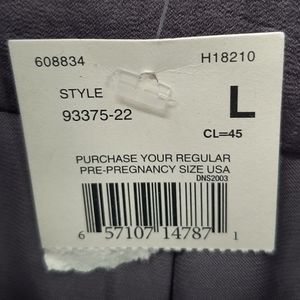 608834 H18210
STYLE
93375-22 L
CL=45
PURCHASE YOUR REGULAR
PRE-PREGNANCY SIZE USA
DNS2003
6 57107 14787 1